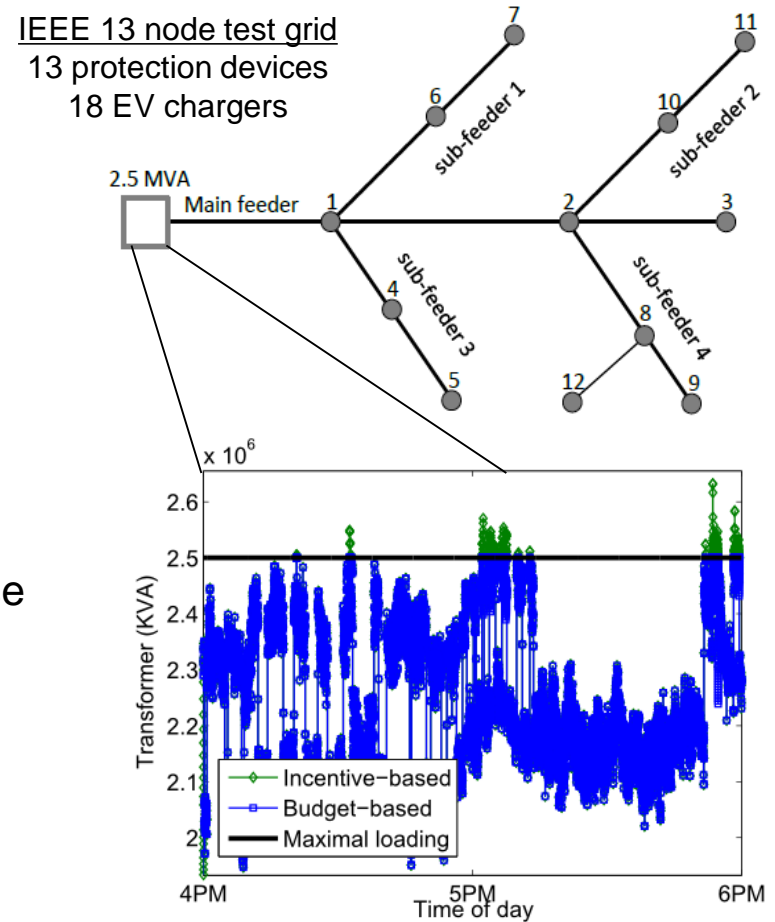 IEEE 13 node test grid
13 protection devices
18 EV chargers
7
11
6
10
sub-feeder 1
sub-feeder 2
2.5 MVA
Main feeder
1
2
3
sub-feeder 3
sub-feeder 4
4
8
5
12
9
e
x 10^6
2.6
2.5
2.4
2.3
2.2
2.1
2
Transformer (KVA)
Incentive-based
Budget-based
Maximal loading
4PM
5PM
6PM
Time of day